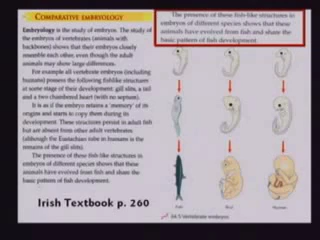 COMPARATIVE EMBRYOLOGY
Embryology is the study of embryos. The study of
the embryos of vertebrates (animals with
backbones) shows that their embryos closely
resemble each other, even though the adult
animals may show large differences.
For example all vertebrate embryos (including
humans) possess the following fishlike structures
at some stage of their development: gill slits, a tail
and a two chambered heart (with no septum).
It is as if the embryo retains a 'memory' of its
origins and starts to copy them during its
development. These structures persist in adult fish
but are absent from other adult vertebrates
(although the Eustachian tube in humans is the
remains of the gill slits).
The presence of these fish-like structures in
embryos of different species shows that these
animals have evolved from fish and share the
basic pattern of fish development.
Irish Textbook p. 260
The presence of these fish-like structures in
embryos of different species shows that these
animals have evolved from fish and share the
basic pattern of fish development.
Fish
Bird
Human
34.5 Vertebrate embryos